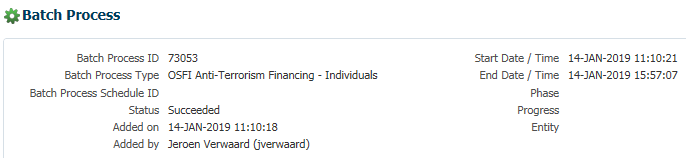 Batch Process
Batch Process ID 73053 Start Date / Time 14-JAN-2019 11:10:21
Batch Process Type OSFI Anti-Terrorism Financing - Individuals End Date / Time 14-JAN-2019 15:57:07
Batch Process Schedule ID Phase
Status Succeeded Progress
Added on 14-JAN-2019 11:10:18 Entity
Added by Jeroen Verwaard (jverwaard)